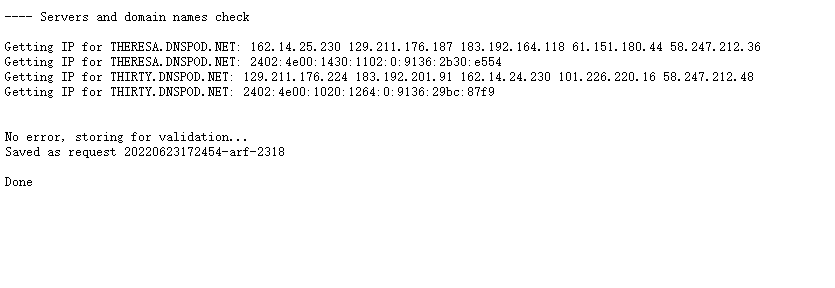 ---- Servers and domain names check
Getting IP for THERESA.DNSPOD.NET: 162.14.25.230 129.211.176.187 183.192.164.118 61.151.180.44 58.247.212.36
Getting IP for THERESA.DNSPOD.NET: 2402:4e00:1430:1102:0:9136:2b30:e554
Getting IP for THIRTY.DNSPOD.NET: 129.211.176.224 183.192.201.91 162.14.24.230 101.226.220.16 58.247.212.48
Getting IP for THIRTY.DNSPOD.NET: 2402:4e00:1020:1264:0:9136:29bc:87f9
No error, storing for validation...
Saved as request 20220623172454-arf-2318
Done